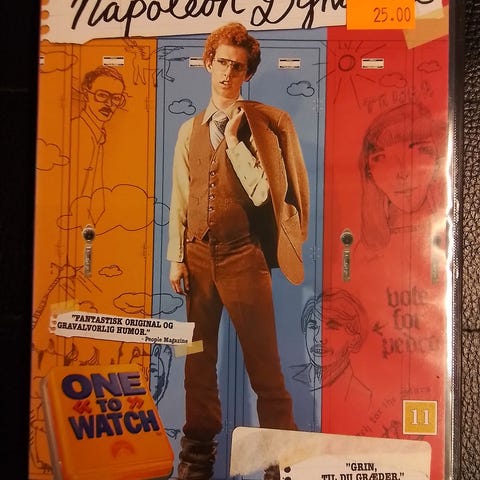 Napoleon Dynamite
25.00
"FANTASTISK ORIGINAL OG
GRAVALVORLIG HUMOR."
- People Magazine
vote
for
pedro
ONE
TO
WATCH
11
"GRIN,
TIL DU GRÆDER."